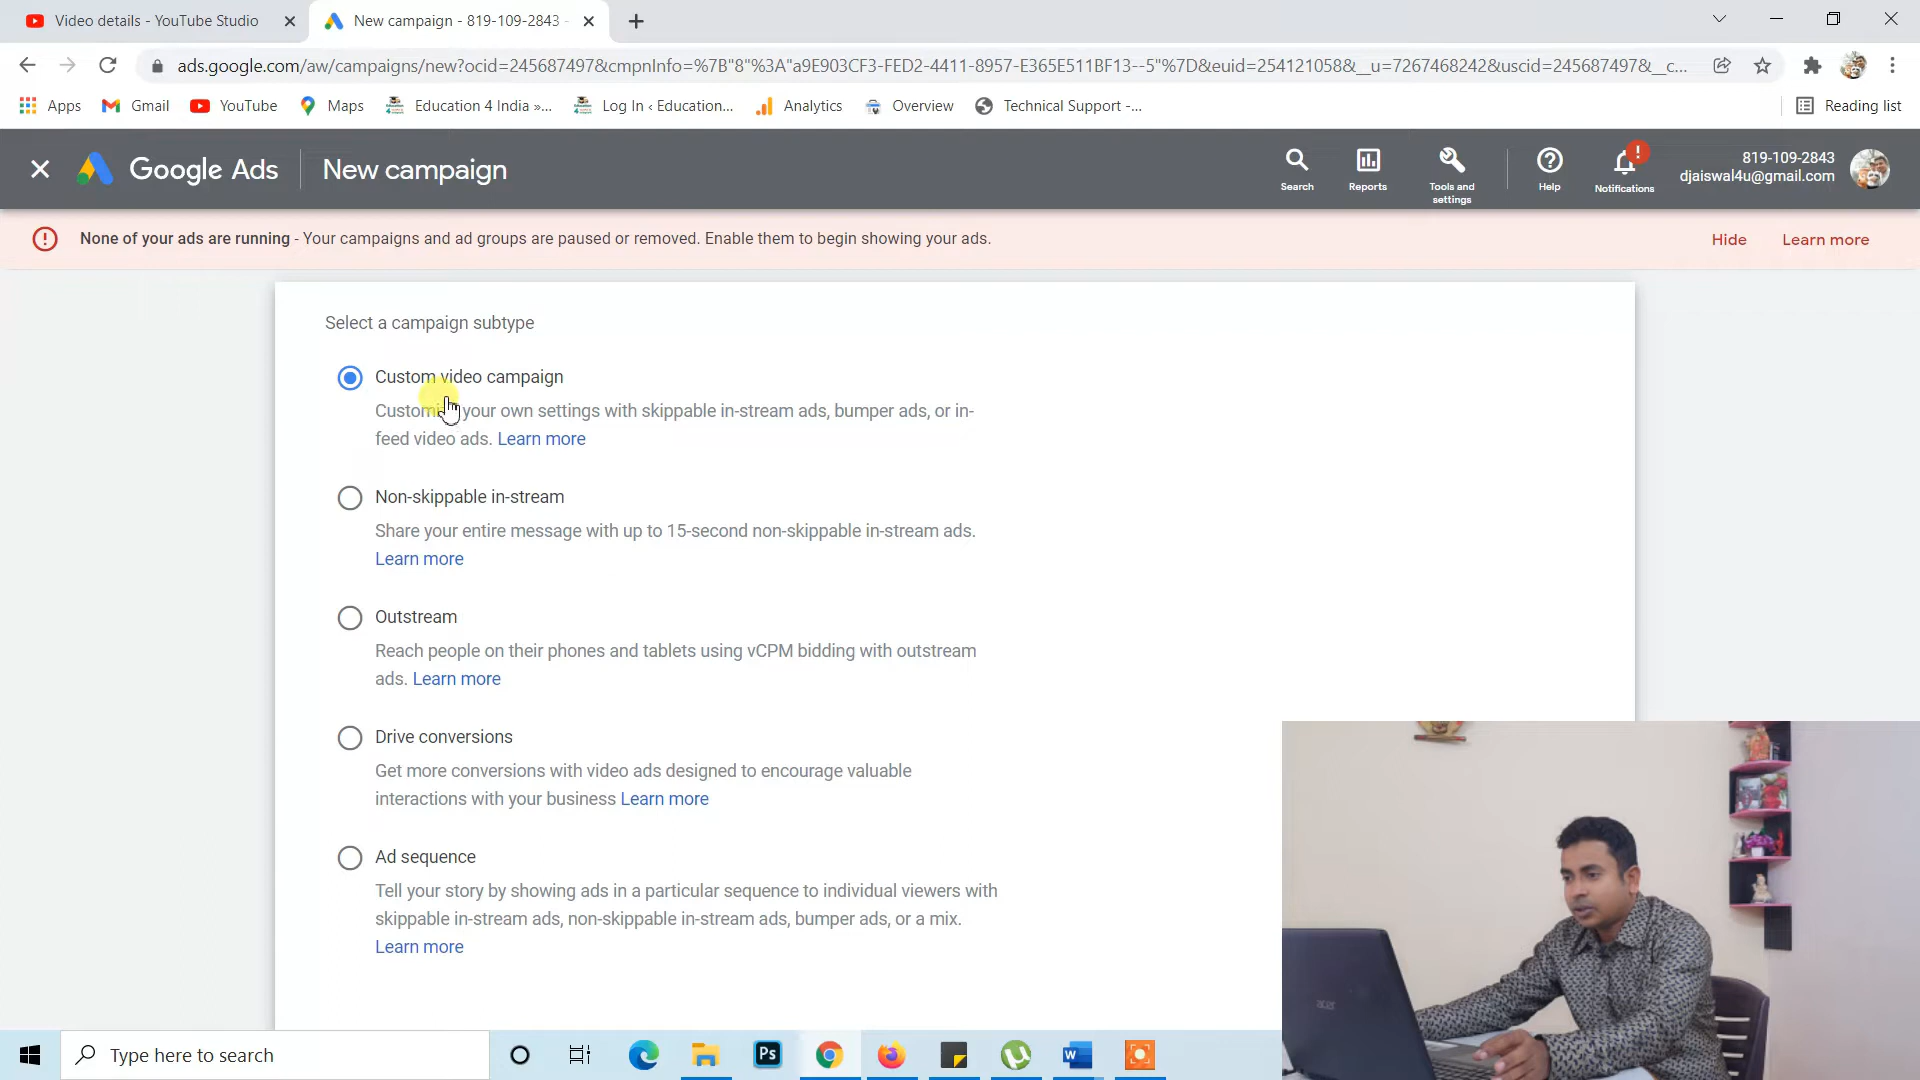 Video details - YouTube Studio
New campaign - 819-109-2843 -
ads.google.com/aw/campaigns/new?ocid=245687497&cmpnInfo=%7B"8"%3A"a9E903CF3-FED2-4411-8957-E365E511BF13--5"%7D&euid=254121058&__u=7267468242&uscid=245687497&__c...
Apps
Gmail
YouTube
Maps
Education 4 India »...
Log In ‹ Education...
Analytics
Overview
Technical Support -...
Reading list
Google Ads
New campaign
Search
Reports
Tools and
settings
Help
Notifications
819-109-2843
djaiswal4u@gmail.com
None of your ads are running - Your campaigns and ad groups are paused or removed. Enable them to begin showing your ads.
Hide
Learn more
Select a campaign subtype
Custom video campaign
Customize your own settings with skippable in-stream ads, bumper ads, or in-
feed video ads. Learn more
Non-skippable in-stream
Share your entire message with up to 15-second non-skippable in-stream ads.
Learn more
Outstream
Reach people on their phones and tablets using vCPM bidding with outstream
ads. Learn more
Drive conversions
Get more conversions with video ads designed to encourage valuable
interactions with your business Learn more
Ad sequence
Tell your story by showing ads in a particular sequence to individual viewers with
skippable in-stream ads, non-skippable in-stream ads, bumper ads, or a mix.
Learn more
acer
Type here to search
Ps
W